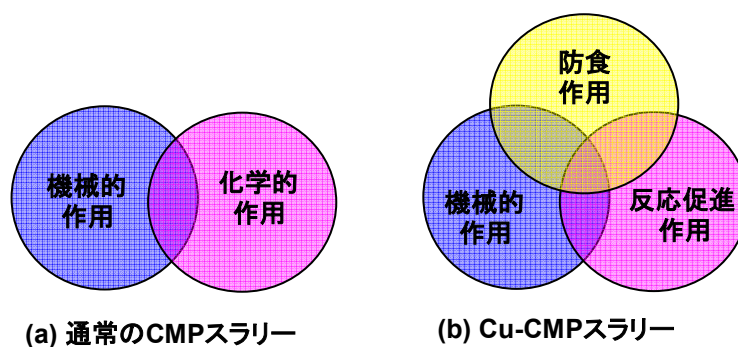 機械的
作用
化学的
作用
(a) 通常のCMPスラリー
防食
作用
機械的
作用
反応促進
作用
(b) Cu-CMPスラリー